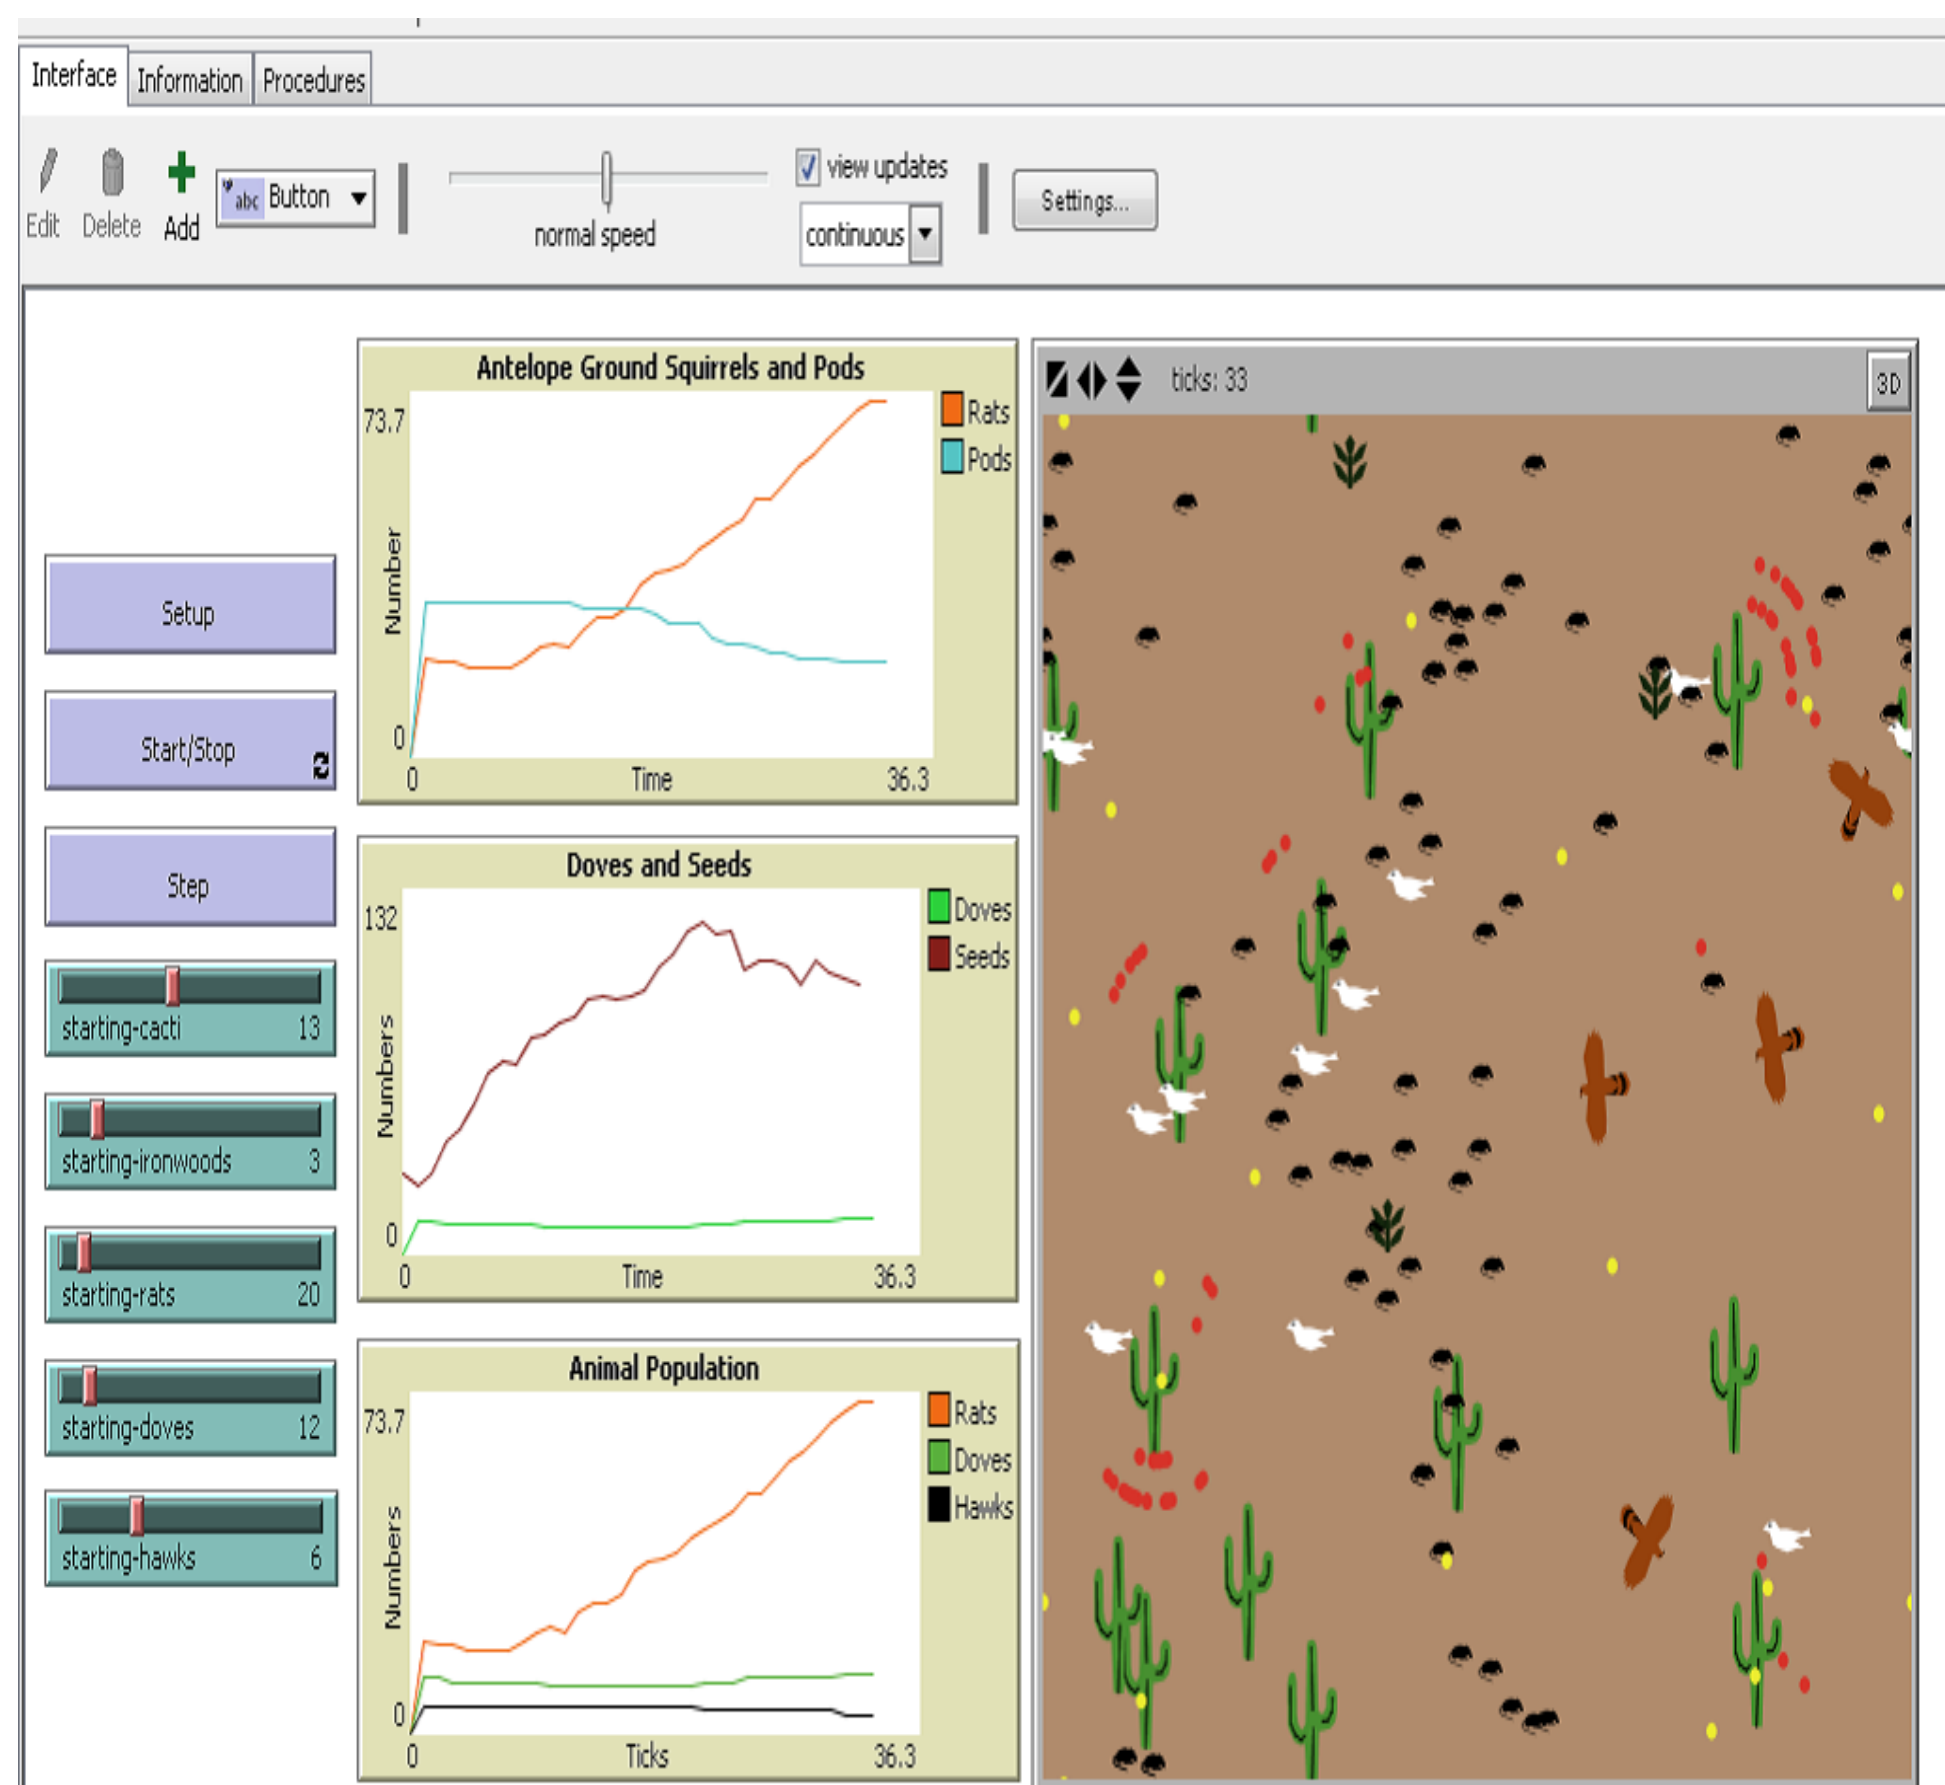 Interface Information Procedures
Edit Delete Add abc Button normal speed view updates continuous Settings...
Setup
Start/Stop
Step
starting-cacti 13
starting-ironwoods 3
starting-rats 20
starting-doves 12
starting-hawks 6
Antelope Ground Squirrels and Pods
73.7
Number
0
0 Time 36.3
Rats
Pods
Doves and Seeds
132
Numbers
0
0 Time 36.3
Doves
Seeds
Animal Population
73.7
Numbers
0
0 Ticks 36.3
Rats
Doves
Hawks
ticks: 33 3D